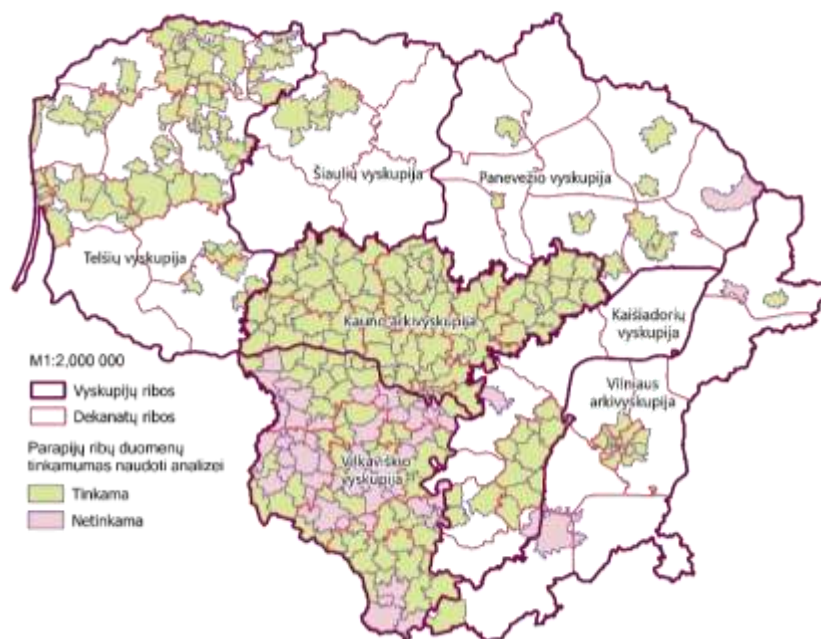 Šiaulių vyskupija
Panevėžio vyskupija
Telšių vyskupija
Kauno arkivyskupija
Kaišiadorių
vyskupija
Vilniaus
arkivyskupija
Vilkaviškio
vyskupija
M1:2,000 000
Vyskupijų ribos
Dekanatų ribos
Parapijų ribų duomenų
tinkamumas naudoti analizei
Tinkama
Netinkama